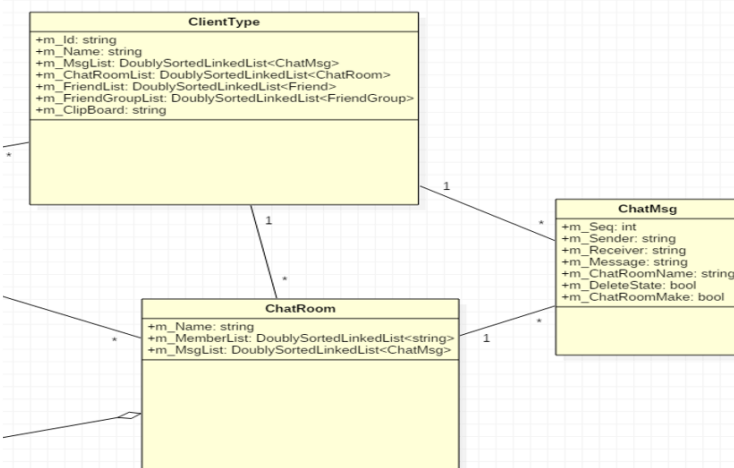 ClientType
+m_Id: string
+m_Name: string
+m_MsgList: DoublySortedLinkedList<ChatMsg>
+m_ChatRoomList: DoublySortedLinkedList<ChatRoom>
+m_FriendList: DoublySortedLinkedList<Friend>
+m_FriendGroupList: DoublySortedLinkedList<FriendGroup>
+m_ClipBoard: string
*
1
*
1
*
ChatMsg
+m_Seq: int
+m_Sender: string
+m_Receiver: string
+m_Message: string
+m_ChatRoomName: string
+m_DeleteState: bool
+m_ChatRoomMake: bool
ChatRoom
+m_Name: string
+m_MemberList: DoublySortedLinkedList<string>
+m_MsgList: DoublySortedLinkedList<ChatMsg>
*
1
*